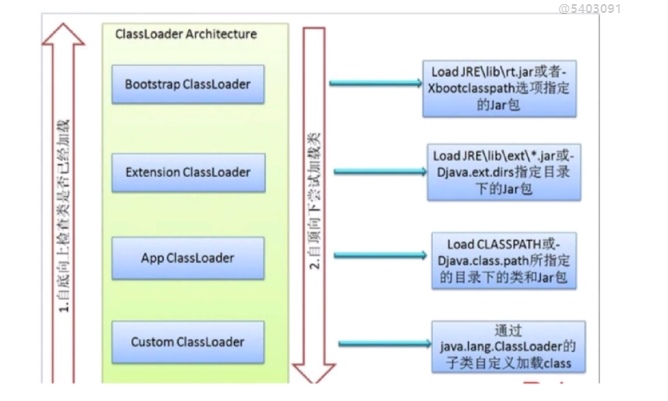 @5403091
ClassLoader Architecture
Bootstrap ClassLoader
Extension ClassLoader
App ClassLoader
Custom ClassLoader
1.自底向上检查类是否已经加载
2.自顶向下尝试加载类
Load JRE\lib\rt.jar或者-
Xbootclasspath选项指定
的Jar包
Load JRE\lib\ext\*.jar或-
Djava.ext.dirs指定目录
下的Jar包
Load CLASSPATH或-
Djava.class.path所指定
的目录下的类和Jar包
通过
java.lang.ClassLoader的
子类自定义加载class